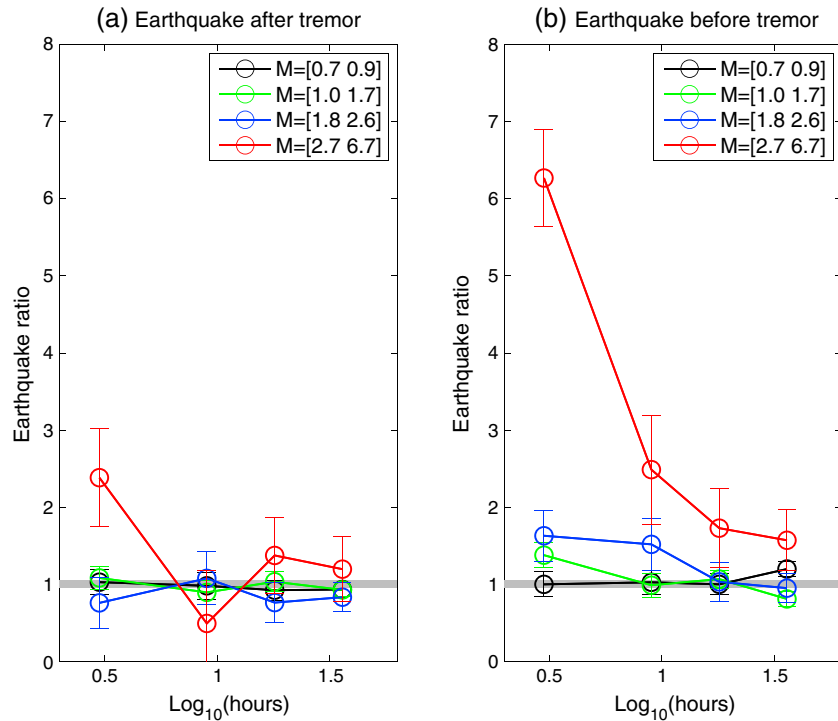 (a) Earthquake after tremor
8
7
6
5
4
3
2
1
0
Earthquake ratio
M=[0.7 0.9]
M=[1.0 1.7]
M=[1.8 2.6]
M=[2.7 6.7]
0.5
1
1.5
Log10(hours)
(b) Earthquake before tremor
8
7
6
5
4
3
2
1
0
Earthquake ratio
M=[0.7 0.9]
M=[1.0 1.7]
M=[1.8 2.6]
M=[2.7 6.7]
0.5
1
1.5
Log10(hours)